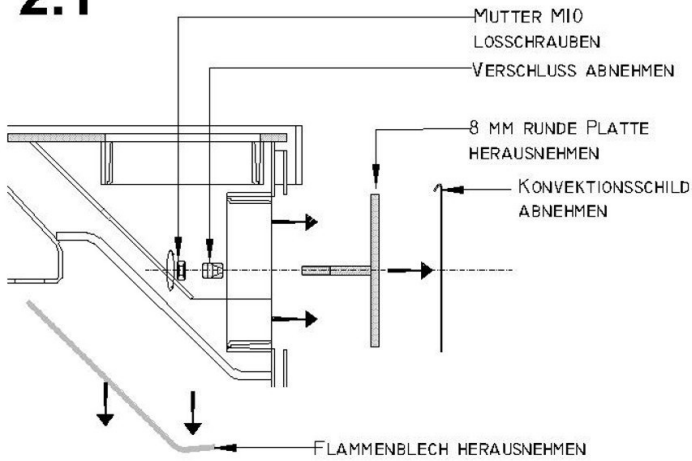 2.1
MUTTER M10
LOSSCHRAUBEN
VERSCHLUSS ABNEHMEN
8 MM RUNDE PLATTE
HERAUSNEHMEN
KONVEKTIONSSCHILD
ABNEHMEN
FLAMMENBLECH HERAUSNEHMEN